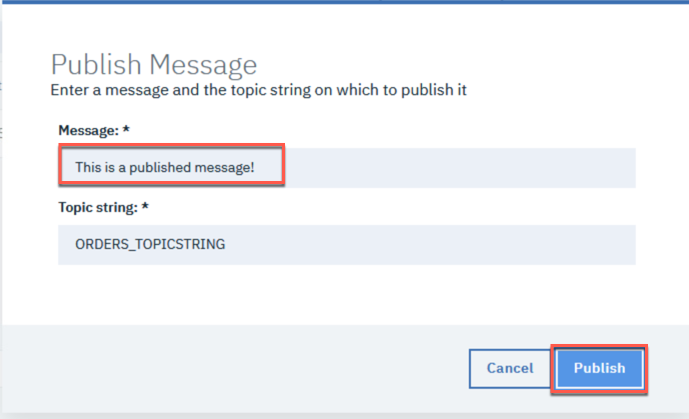 Publish Message
Enter a message and the topic string on which to publish it
Message: *
This is a published message!
Topic string: *
ORDERS_TOPICSTRING
Cancel Publish